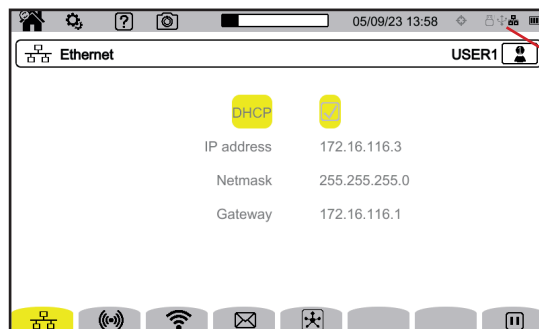 ? 05/09/23 13:58
Ethernet USER1
DHCP
IP address 172.16.116.3
Netmask 255.255.255.0
Gateway 172.16.116.1